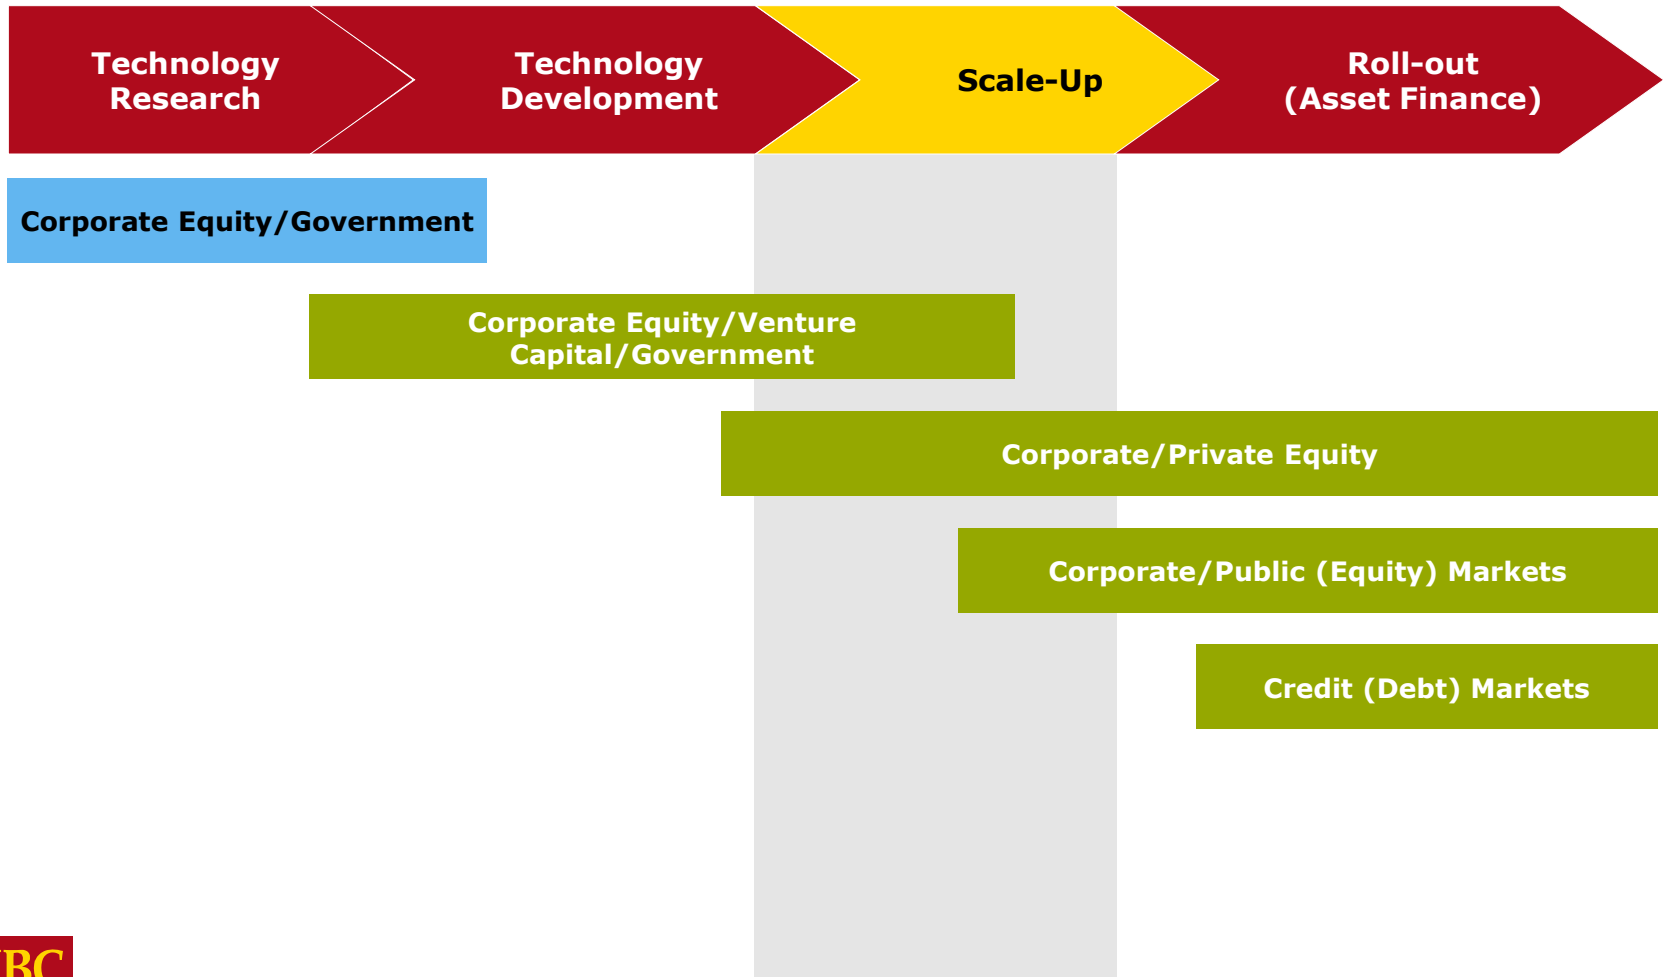 Technology
Research
Technology
Development
Scale-Up
Roll-out
(Asset Finance)
Corporate Equity/Government
Corporate Equity/Venture
Capital/Government
Corporate/Private Equity
Corporate/Public (Equity) Markets
Credit (Debt) Markets